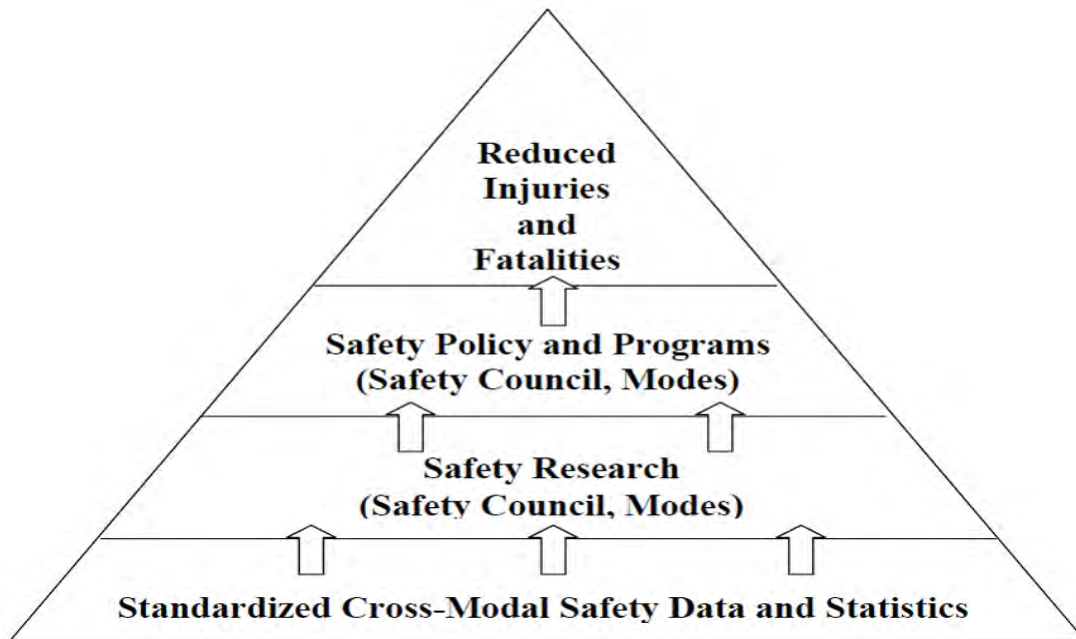 Reduced
Injuries
and
Fatalities
Safety Policy and Programs
(Safety Council, Modes)
Safety Research
(Safety Council, Modes)
Standardized Cross-Modal Safety Data and Statistics